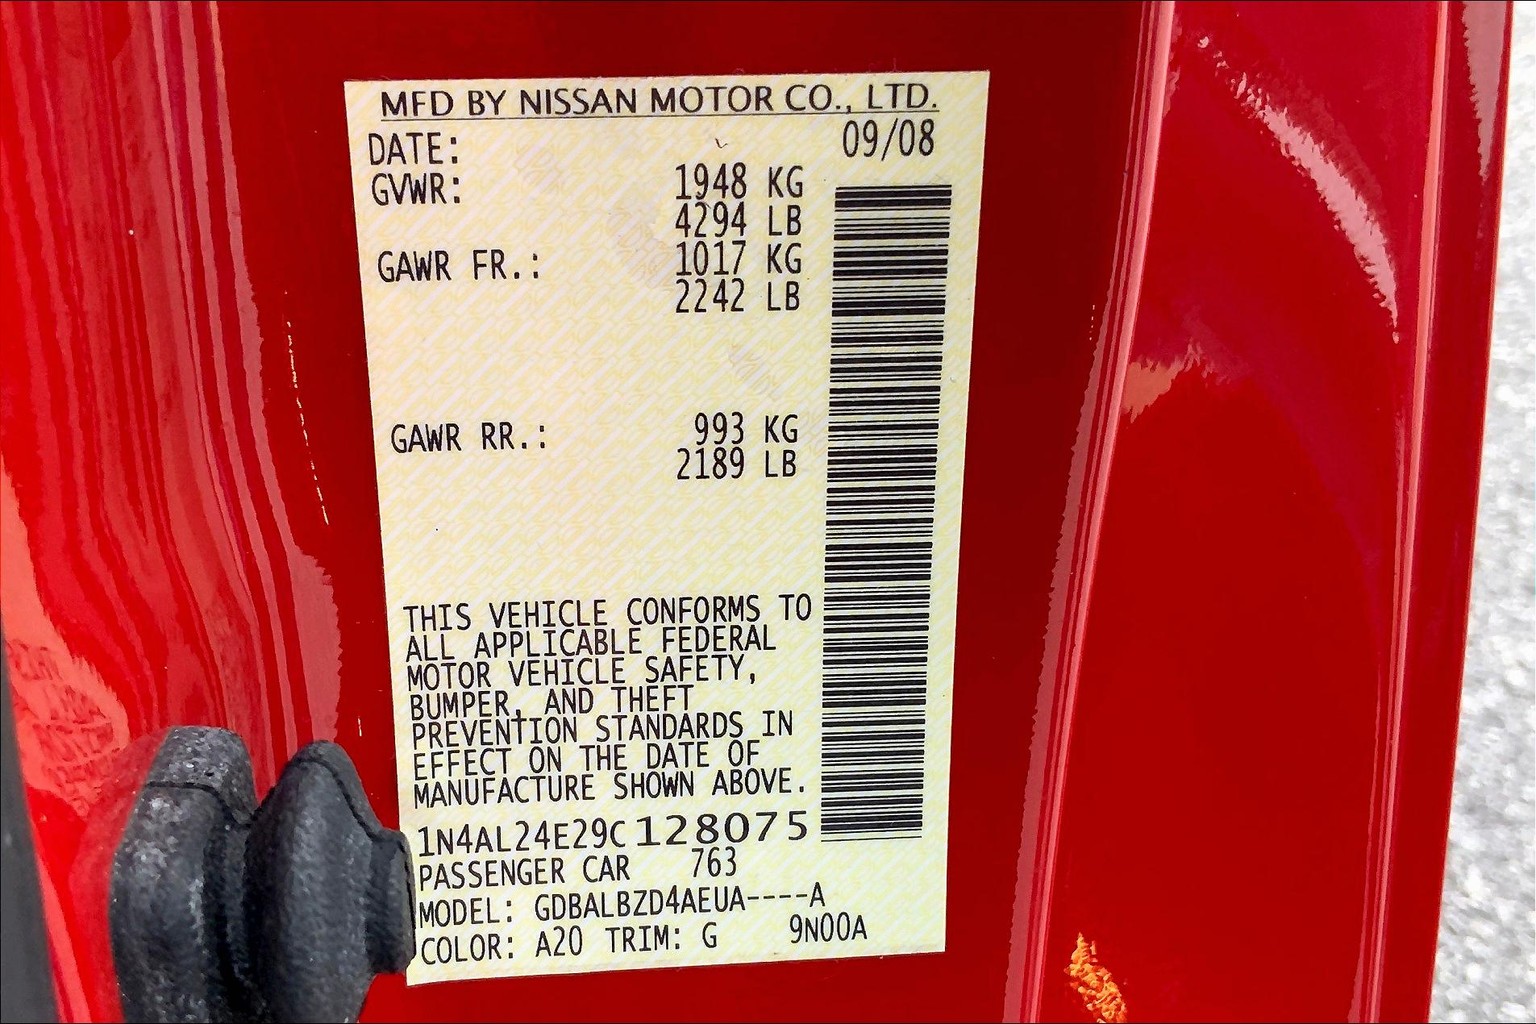 MFD BY NISSAN MOTOR CO., LTD.
DATE: 09/08
GVWR: 1948 KG
4294 LB
GAWR FR.: 1017 KG
2242 LB
GAWR RR.: 993 KG
2189 LB
THIS VEHICLE CONFORMS TO
ALL APPLICABLE FEDERAL
MOTOR VEHICLE SAFETY,
BUMPER, AND THEFT
PREVENTION STANDARDS IN
EFFECT ON THE DATE OF
MANUFACTURE SHOWN ABOVE.
1N4AL24E29C128075
PASSENGER CAR 763
MODEL: GDBALBZD4AEUA----A
COLOR: A20 TRIM: G 9N00A